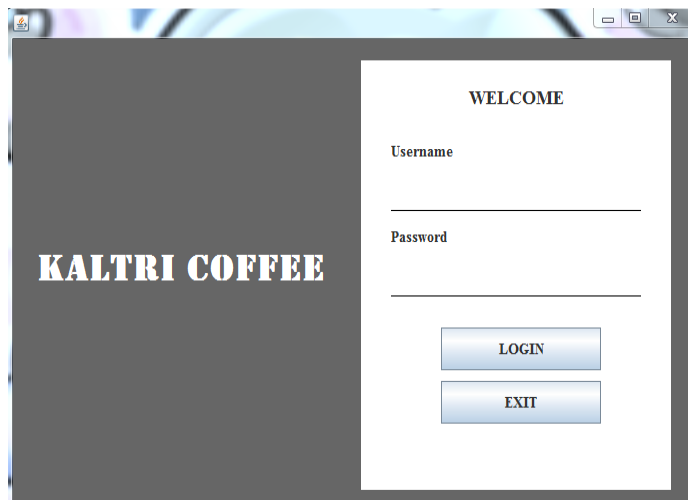 KALTRI COFFEE
WELCOME
Username
Password
LOGIN
EXIT